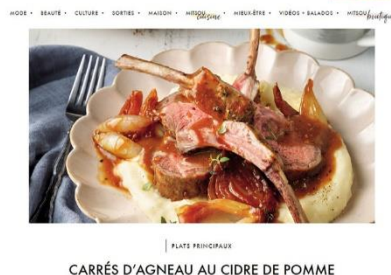 MODE • BEAUTÉ • CULTURE • SORTIES • MAISON • MITSOU cuisine • MIEUX-ÊTRE • VIDÉOS + BALADOS • MITSOU boutique
PLATS PRINCIPAUX
CARRÉS D'AGNEAU AU CIDRE DE POMME